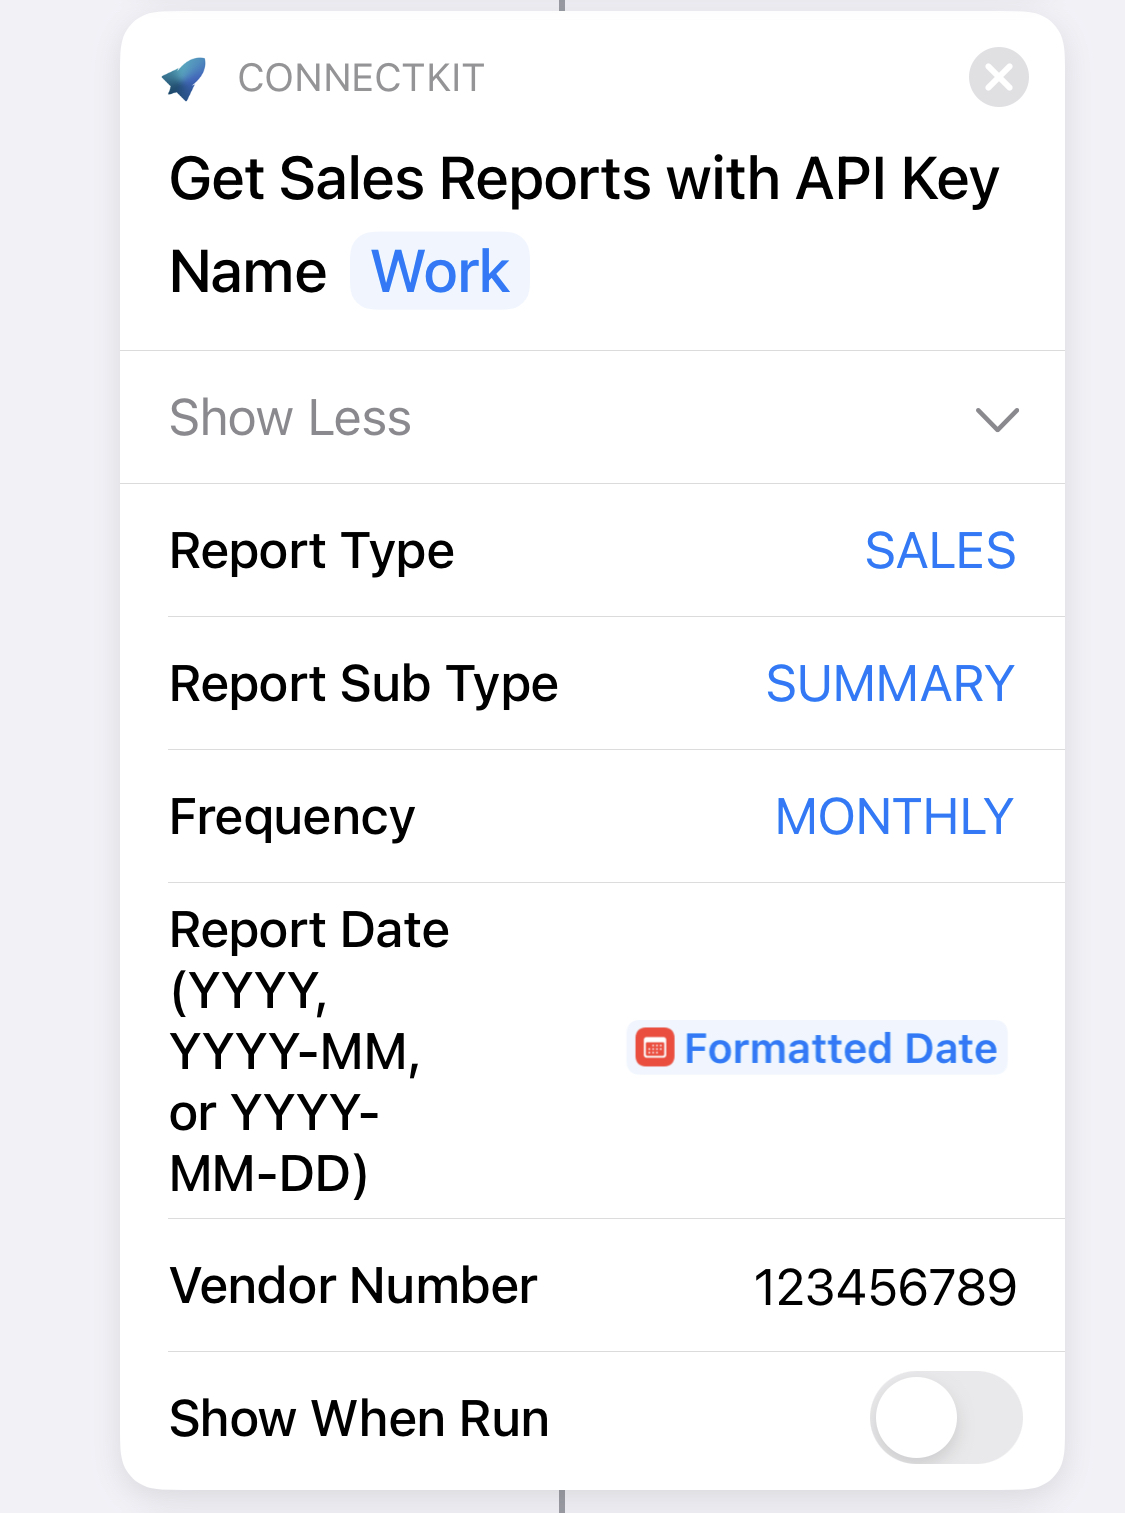 CONNECTKIT
Get Sales Reports with API Key
Name Work
Show Less
Report Type SALES
Report Sub Type SUMMARY
Frequency MONTHLY
Report Date
(YYYY,
YYYY-MM,
or YYYY-
MM-DD)
Formatted Date
Vendor Number 123456789
Show When Run